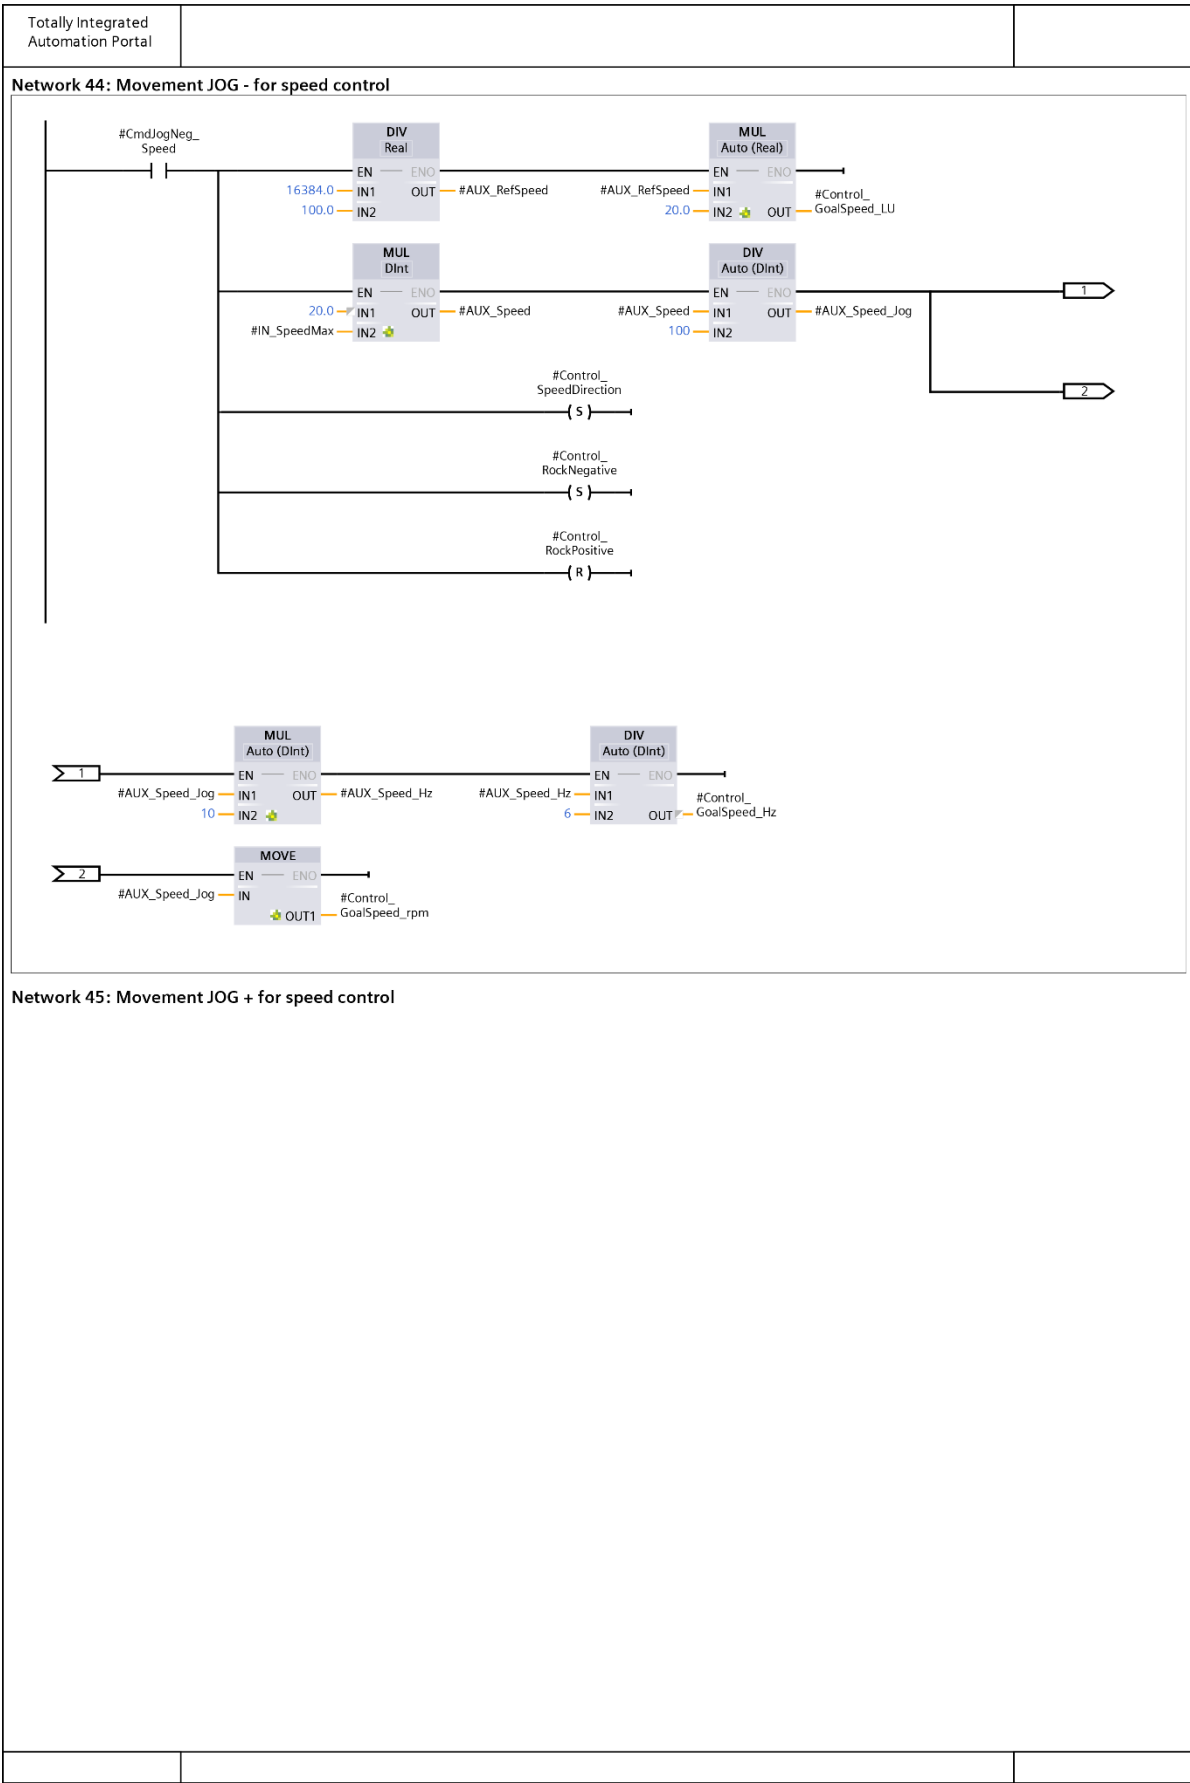 Totally Integrated
Automation Portal
Network 44: Movement JOG - for speed control
#CmdJogNeg_
Speed
DIV
Real
EN
ENO
16384.0
IN1
OUT
#AUX_RefSpeed
100.0
IN2
MUL
Auto (Real)
EN
ENO
#AUX_RefSpeed
IN1
20.0
IN2
OUT
#Control_
GoalSpeed_LU
MUL
DInt
EN
ENO
20.0
IN1
OUT
#AUX_Speed
#IN_SpeedMax
IN2
DIV
Auto (DInt)
EN
ENO
#AUX_Speed
IN1
OUT
#AUX_Speed_Jog
100
IN2
1
2
#Control_
SpeedDirection
S
#Control_
RockNegative
S
#Control_
RockPositive
R
1
MUL
Auto (DInt)
EN
ENO
#AUX_Speed_Jog
IN1
OUT
#AUX_Speed_Hz
10
IN2
DIV
Auto (DInt)
EN
ENO
#AUX_Speed_Hz
IN1
6
IN2
OUT
#Control_
GoalSpeed_Hz
2
MOVE
EN
ENO
#AUX_Speed_Jog
IN
OUT1
#Control_
GoalSpeed_rpm
Network 45: Movement JOG + for speed control